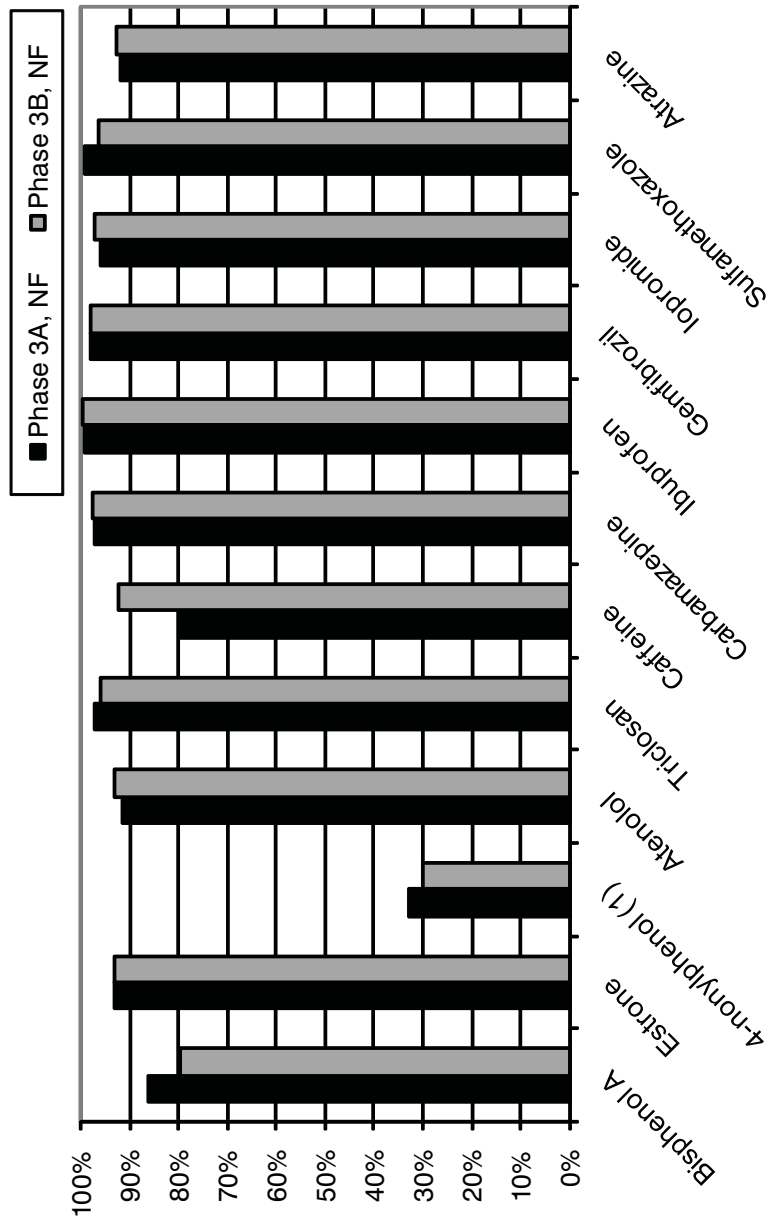 Phase 3A, NF
Phase 3B, NF
100%
90%
80%
70%
60%
50%
40%
30%
20%
10%
0%
Bisphenol A
Estrone
4-nonylphenol (1)
Atenolol
Triclosan
Caffeine
Carbamazepine
Ibuprofen
Gemfibrozil
Iopromide
Sulfamethoxazole
Atrazine